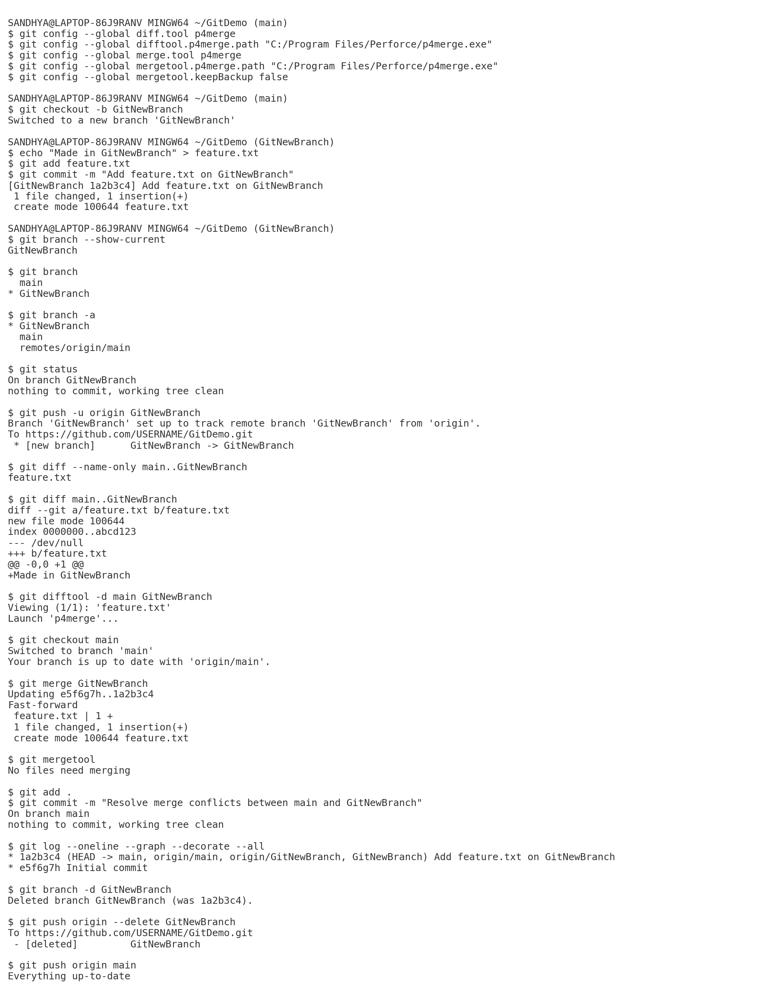 SANDHYA@LAPTOP-86J9RANV MINGW64 ~/GitDemo (main)
$ git config --global diff.tool p4merge
$ git config --global difftool.p4merge.path "C:/Program Files/Perforce/p4merge.exe"
$ git config --global merge.tool p4merge
$ git config --global mergetool.p4merge.path "C:/Program Files/Perforce/p4merge.exe"
$ git config --global mergetool.keepBackup false

SANDHYA@LAPTOP-86J9RANV MINGW64 ~/GitDemo (main)
$ git checkout -b GitNewBranch
Switched to a new branch 'GitNewBranch'

SANDHYA@LAPTOP-86J9RANV MINGW64 ~/GitDemo (GitNewBranch)
$ echo "Made in GitNewBranch" > feature.txt
$ git add feature.txt
$ git commit -m "Add feature.txt on GitNewBranch"
[GitNewBranch 1a2b3c4] Add feature.txt on GitNewBranch
 1 file changed, 1 insertion(+)
 create mode 100644 feature.txt

SANDHYA@LAPTOP-86J9RANV MINGW64 ~/GitDemo (GitNewBranch)
$ git branch --show-current
GitNewBranch

$ git branch
  main
* GitNewBranch

$ git branch -a
* GitNewBranch
  main
  remotes/origin/main

$ git status
On branch GitNewBranch
nothing to commit, working tree clean

$ git push -u origin GitNewBranch
Branch 'GitNewBranch' set up to track remote branch 'GitNewBranch' from 'origin'.
To https://github.com/USERNAME/GitDemo.git
 * [new branch]      GitNewBranch -> GitNewBranch

$ git diff --name-only main..GitNewBranch
feature.txt

$ git diff main..GitNewBranch
diff --git a/feature.txt b/feature.txt
new file mode 100644
index 0000000..abcd123
--- /dev/null
+++ b/feature.txt
@@ -0,0 +1 @@
+Made in GitNewBranch

$ git difftool -d main GitNewBranch
Viewing (1/1): 'feature.txt'
Launch 'p4merge'...

$ git checkout main
Switched to branch 'main'
Your branch is up to date with 'origin/main'.

$ git merge GitNewBranch
Updating e5f6g7h..1a2b3c4
Fast-forward
 feature.txt | 1 +
 1 file changed, 1 insertion(+)
 create mode 100644 feature.txt

$ git mergetool
No files need merging

$ git add .
$ git commit -m "Resolve merge conflicts between main and GitNewBranch"
On branch main
nothing to commit, working tree clean

$ git log --oneline --graph --decorate --all
* 1a2b3c4 (HEAD -> main, origin/main, origin/GitNewBranch, GitNewBranch) Add feature.txt on GitNewBranch
* e5f6g7h Initial commit

$ git branch -d GitNewBranch
Deleted branch GitNewBranch (was 1a2b3c4).

$ git push origin --delete GitNewBranch
To https://github.com/USERNAME/GitDemo.git
 - [deleted]         GitNewBranch

$ git push origin main
Everything up-to-date